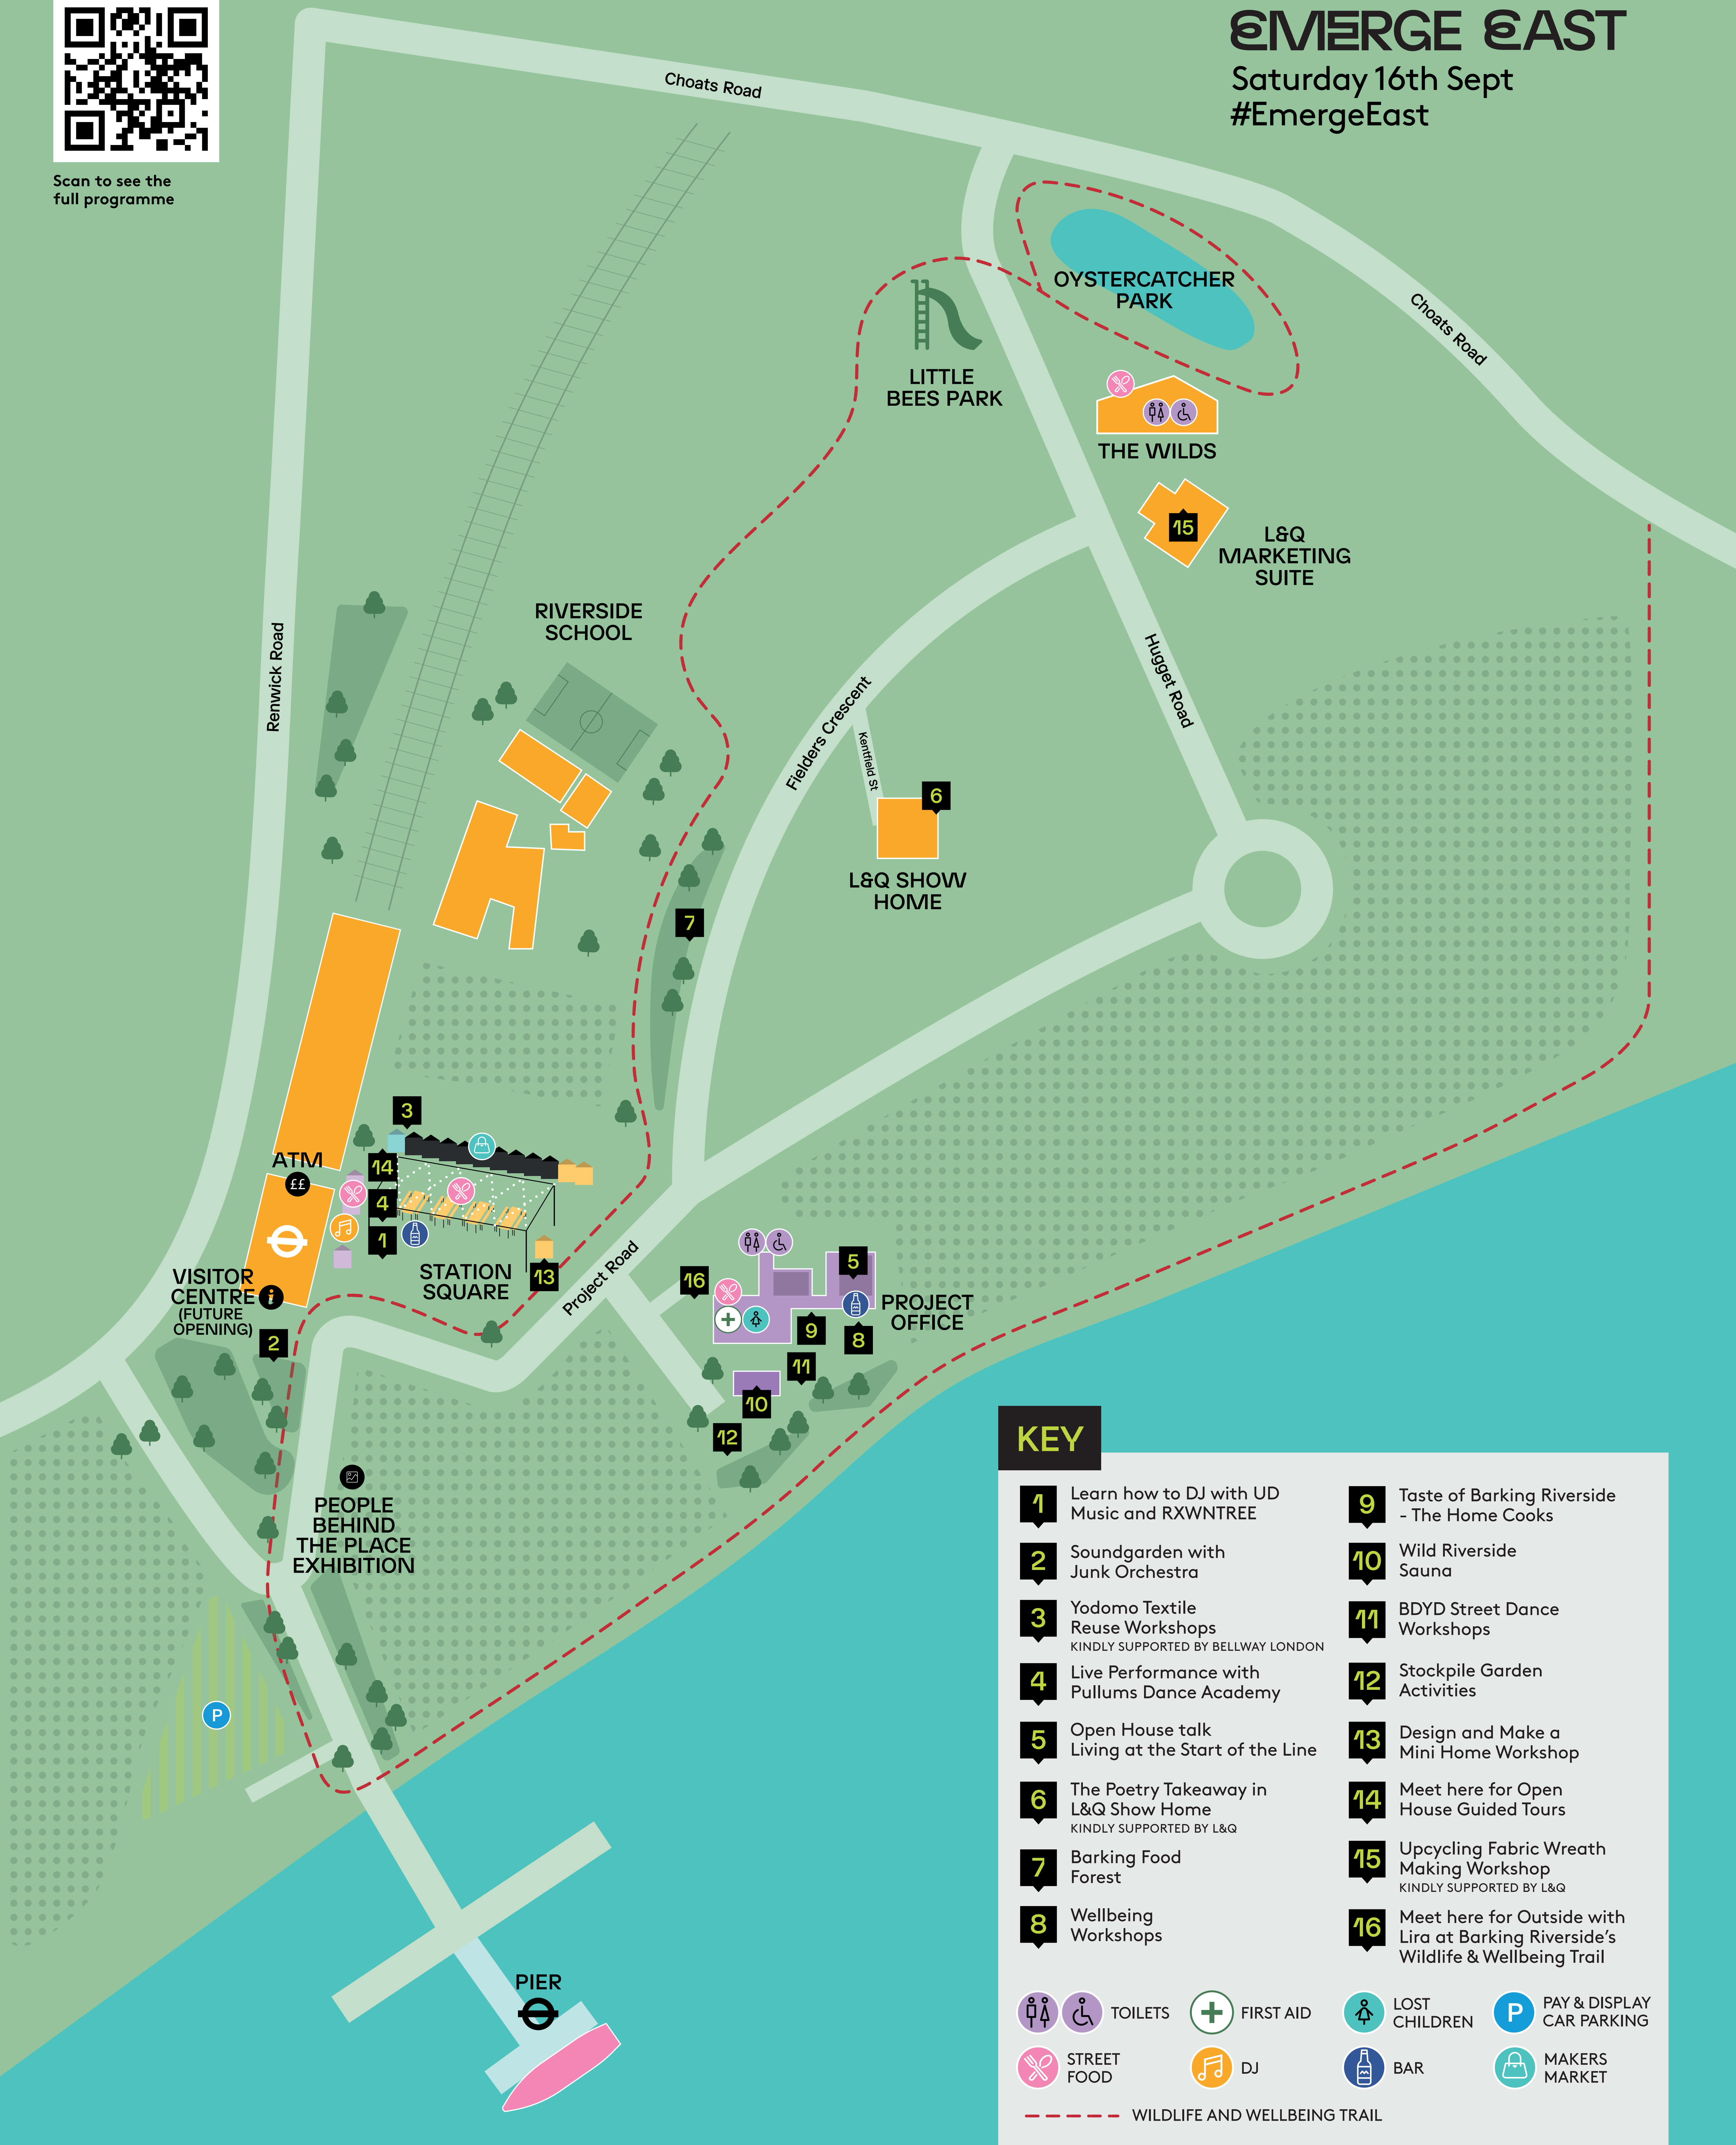 EMERGE EAST
Saturday 16th Sept
#EmergeEast
Scan to see the
full programme
Choats Road
Choats Road
OYSTERCATCHER
PARK
LITTLE
BEES PARK
THE WILDS
15
L&Q
MARKETING
SUITE
RIVERSIDE
SCHOOL
Renwick Road
Hugget Road
Fielders Crescent
Kentfield St
6
L&Q SHOW
HOME
7
3
ATM
££
14
4
1
STATION
SQUARE
13
Project Road
VISITOR
CENTRE
(FUTURE
OPENING)
i
2
16
5
PROJECT
OFFICE
9
8
11
10
12
PEOPLE
BEHIND
THE PLACE
EXHIBITION
P
PIER
KEY
1 Learn how to DJ with UD
Music and RXWNTREE
2 Soundgarden with
Junk Orchestra
3 Yodomo Textile
Reuse Workshops
KINDLY SUPPORTED BY BELLWAY LONDON
4 Live Performance with
Pullums Dance Academy
5 Open House talk
Living at the Start of the Line
6 The Poetry Takeaway in
L&Q Show Home
KINDLY SUPPORTED BY L&Q
7 Barking Food
Forest
8 Wellbeing
Workshops
9 Taste of Barking Riverside
- The Home Cooks
10 Wild Riverside
Sauna
11 BDYD Street Dance
Workshops
12 Stockpile Garden
Activities
13 Design and Make a
Mini Home Workshop
14 Meet here for Open
House Guided Tours
15 Upcycling Fabric Wreath
Making Workshop
KINDLY SUPPORTED BY L&Q
16 Meet here for Outside with
Lira at Barking Riverside's
Wildlife & Wellbeing Trail
TOILETS
FIRST AID
LOST
CHILDREN
P PAY & DISPLAY
CAR PARKING
STREET
FOOD
DJ
BAR
MAKERS
MARKET
WILDLIFE AND WELLBEING TRAIL